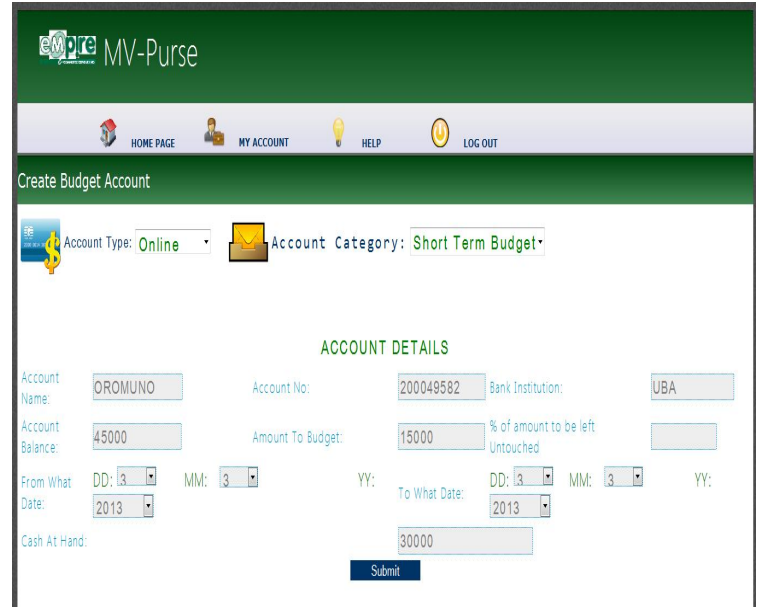 eMpre MV-Purse
HOME PAGE MY ACCOUNT HELP LOG OUT
Create Budget Account
Account Type: Online Account Category: Short Term Budget
ACCOUNT DETAILS
Account Name: OROMUNO Account No: 200049582 Bank Institution: UBA
Account Balance: 45000 Amount To Budget: 15000 % of amount to be left Untouched
From What Date: DD: 3 MM: 3 YY: 2013 To What Date: DD: 3 MM: 3 YY: 2013
Cash At Hand: 30000
Submit